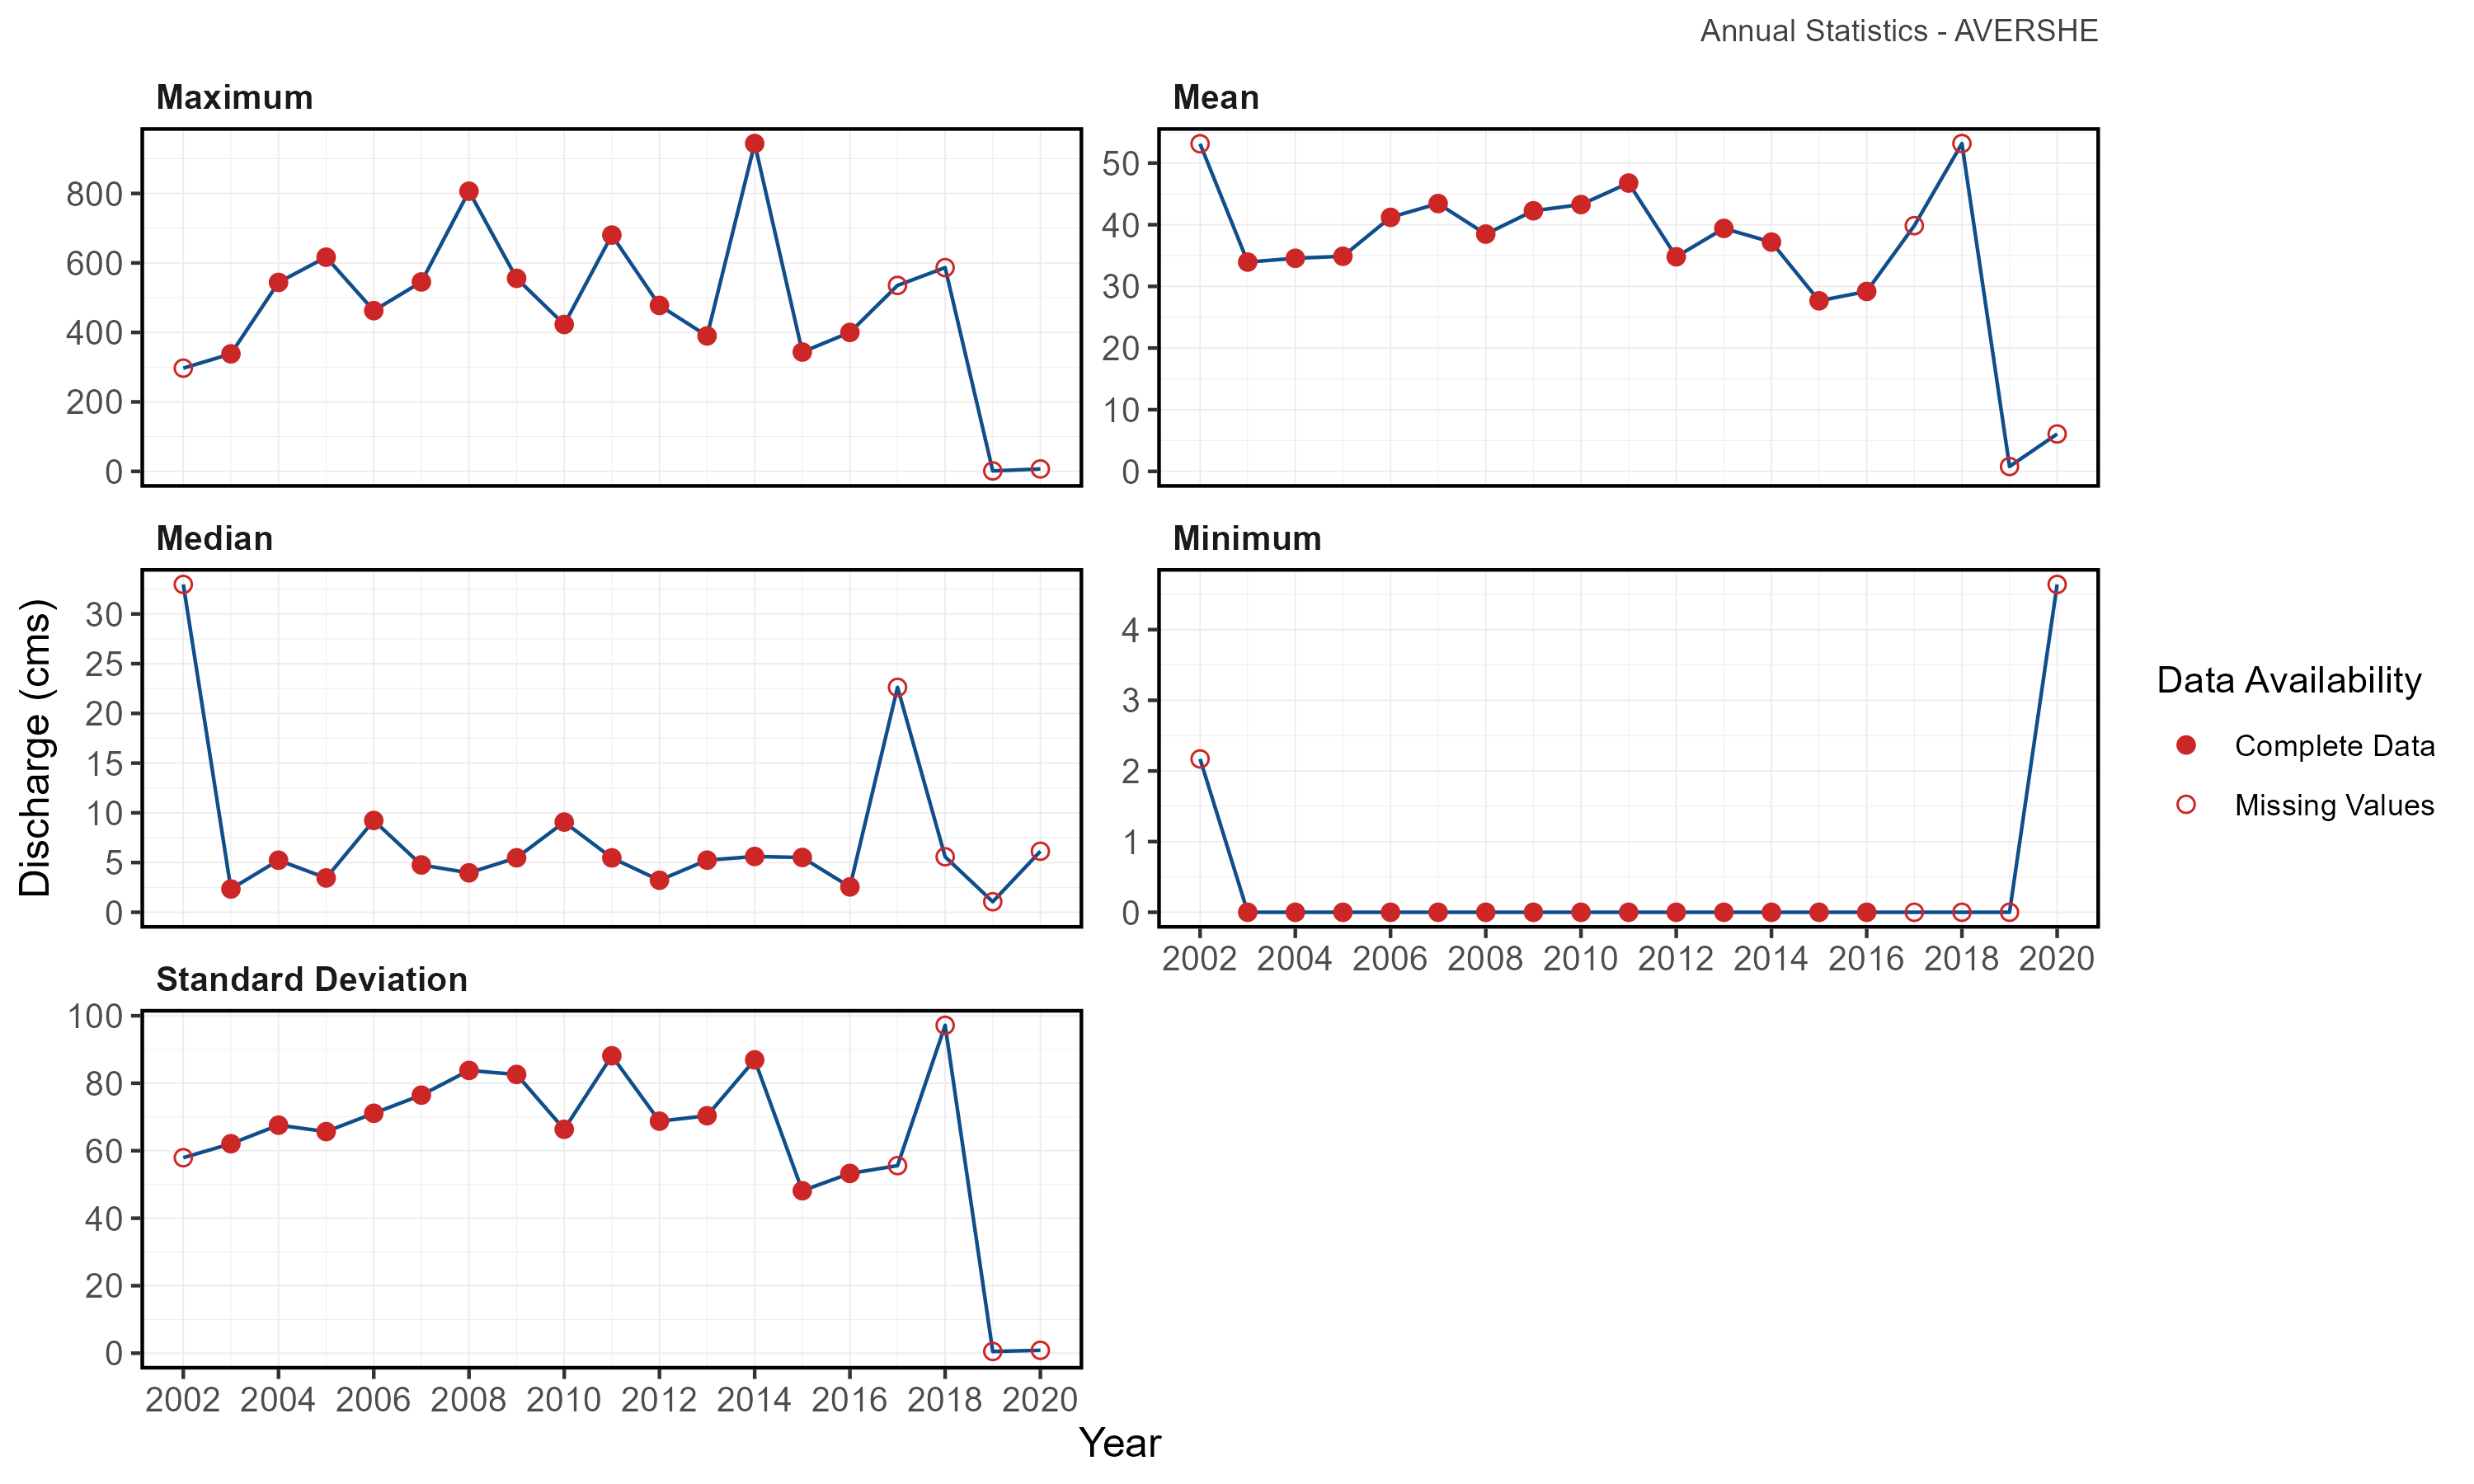 Annual Statistics - AVERSHE
Maximum
800
600
400
200
0
Mean
50
40
30
20
10
0
Discharge (cms)
Median
30
25
20
15
10
5
0
Minimum
4
3
2
1
0
2002 2004 2006 2008 2010 2012 2014 2016 2018 2020
Data Availability
Complete Data
Missing Values
Standard Deviation
100
80
60
40
20
0
2002 2004 2006 2008 2010 2012 2014 2016 2018 2020
Year